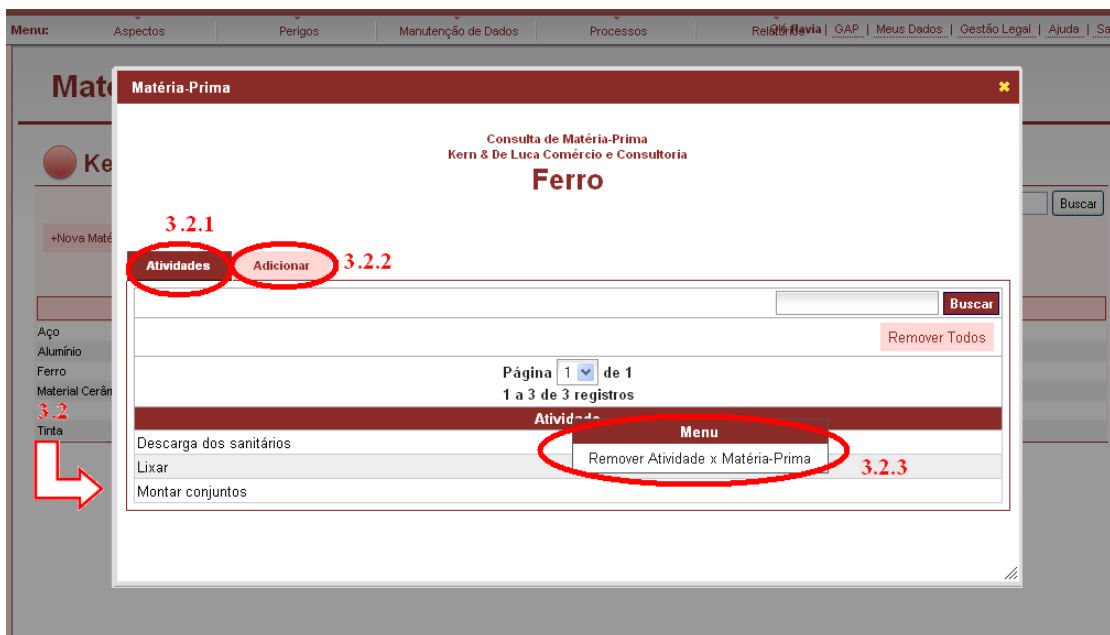 Menu: Aspectos Perigos Manutenção de Dados Processos flavia | GAP | Meus Dados | Gestão Legal | Ajuda |
Matéria-Prima
Consulta de Matéria-Prima
Kern & De Luca Comércio e Consultoria
Ferro
Ke
Buscar
+Nova Maté
3.2.1
3.2.2
Atividades Adicionar
Buscar
Remover Todos
Página 1 de 1
1 a 3 de 3 registros
Atividade
Menu
Remover Atividade x Matéria-Prima
3.2.3
Descarga dos sanitários
Lixar
Montar conjuntos
Aço
Alumínio
Ferro
Material Cerâm
3.2
Tinta